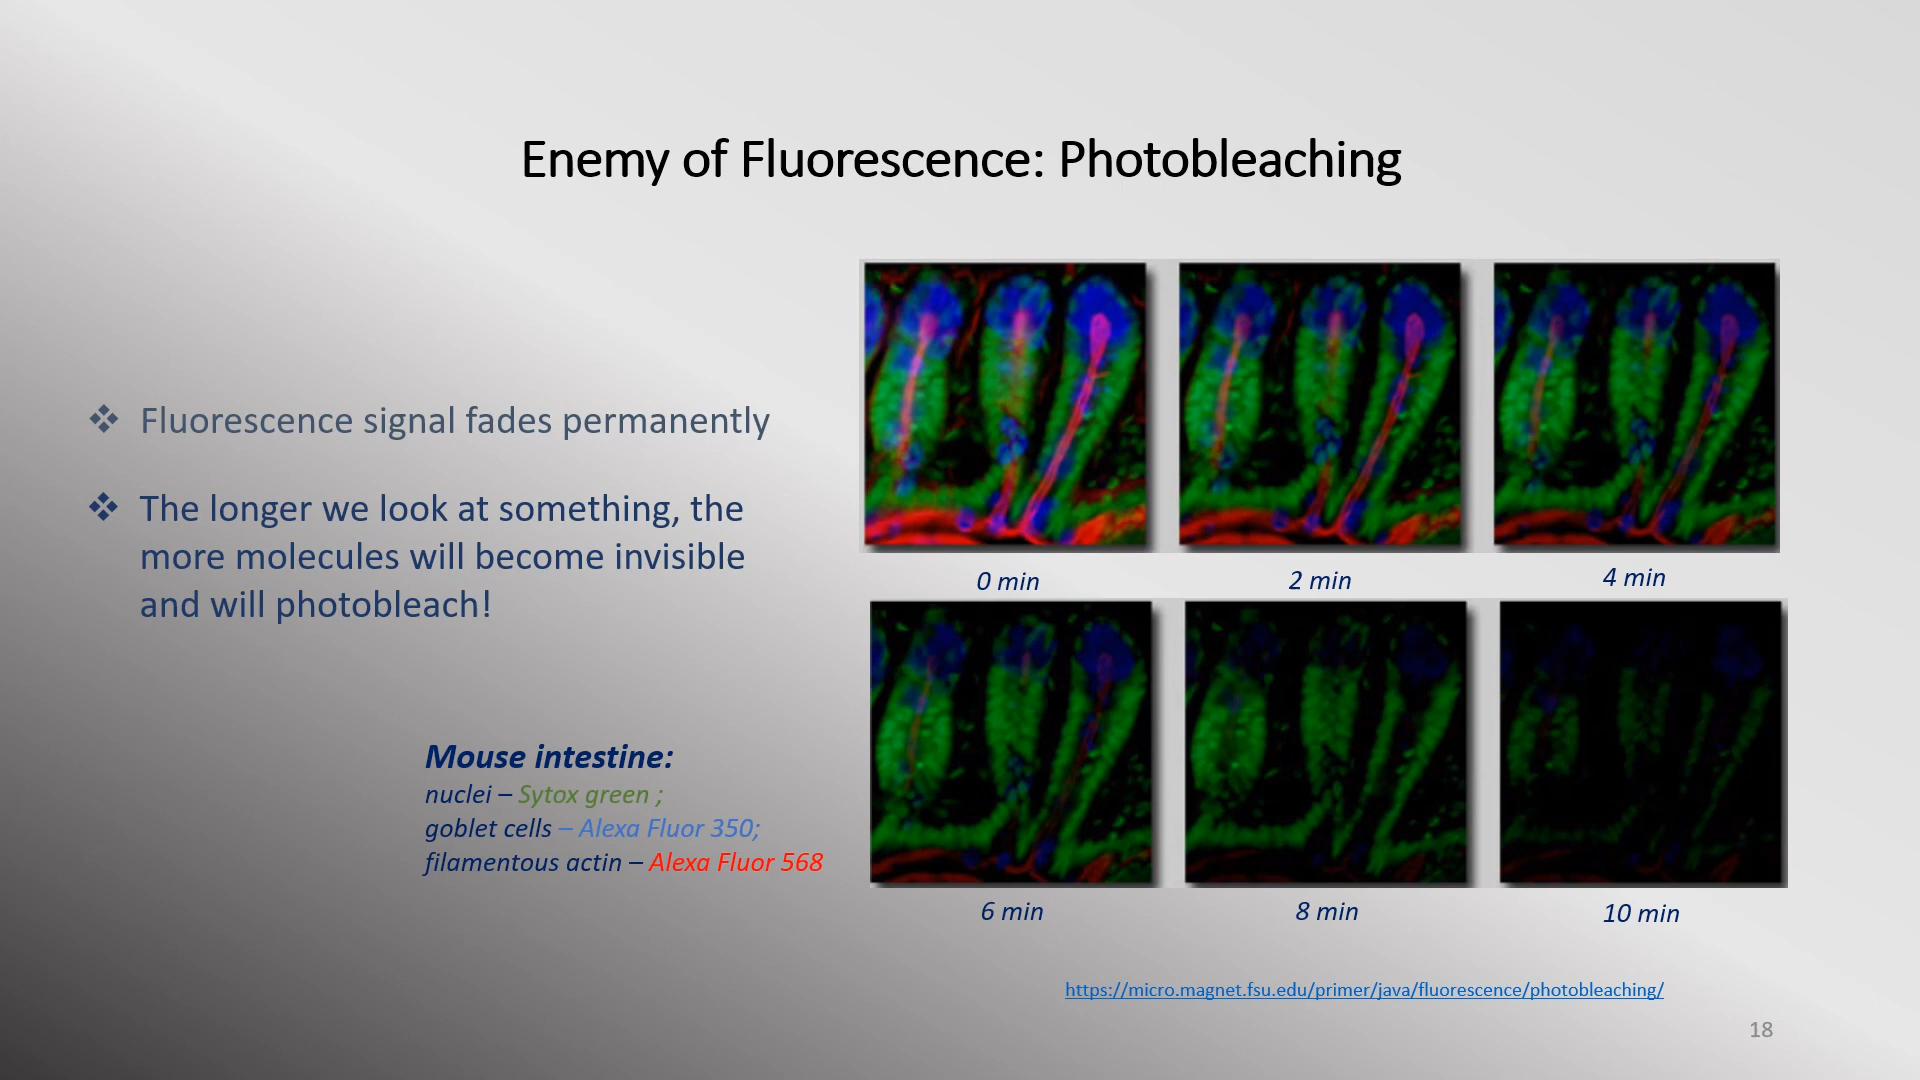 Enemy of Fluorescence: Photobleaching
❖ Fluorescence signal fades permanently
❖ The longer we look at something, the
more molecules will become invisible
and will photobleach!
Mouse intestine:
nuclei – Sytox green ;
goblet cells – Alexa Fluor 350;
filamentous actin – Alexa Fluor 568
0 min
2 min
4 min
6 min
8 min
10 min
https://micro.magnet.fsu.edu/primer/java/fluorescence/photobleaching/
18